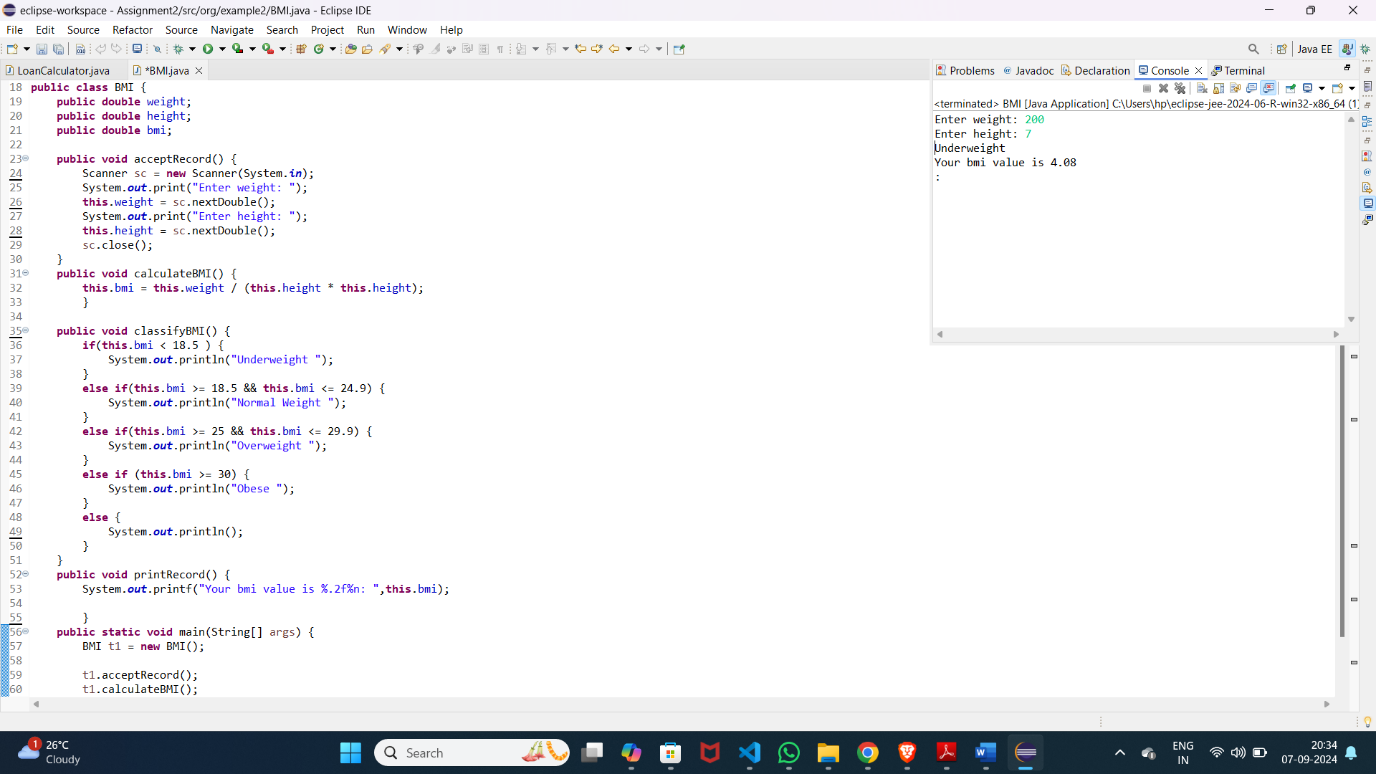 eclipse-workspace - Assignment2/src/org/example2/BMI.java - Eclipse IDE
File Edit Source Refactor Source Navigate Search Project Run Window Help
Java EE
LoanCalculator.java *BMI.java
18 public class BMI {
19 public double weight;
20 public double height;
21 public double bmi;
22
23 public void acceptRecord() {
24 Scanner sc = new Scanner(System.in);
25 System.out.print("Enter weight: ");
26 this.weight = sc.nextDouble();
27 System.out.print("Enter height: ");
28 this.height = sc.nextDouble();
29 sc.close();
30 }
31 public void calculateBMI() {
32 this.bmi = this.weight / (this.height * this.height);
33 }
34
35 public void classifyBMI() {
36 if(this.bmi < 18.5 ) {
37 System.out.println("Underweight ");
38 }
39 else if(this.bmi >= 18.5 && this.bmi <= 24.9) {
40 System.out.println("Normal Weight ");
41 }
42 else if(this.bmi >= 25 && this.bmi <= 29.9) {
43 System.out.println("Overweight ");
44 }
45 else if (this.bmi >= 30) {
46 System.out.println("Obese ");
47 }
48 else {
49 System.out.println();
50 }
51 }
52 public void printRecord() {
53 System.out.printf("Your bmi value is %.2f%n: ",this.bmi);
54
55 }
56 public static void main(String[] args) {
57 BMI t1 = new BMI();
58
59 t1.acceptRecord();
60 t1.calculateBMI();
Problems Javadoc Declaration Console Terminal
<terminated> BMI [Java Application] C:\Users\hp\eclipse-jee-2024-06-R-win32-x86_64 (1)
Enter weight: 200
Enter height: 7
Underweight
Your bmi value is 4.08
:
1
26°C
Cloudy
Search
ENG
IN
20:34
07-09-2024